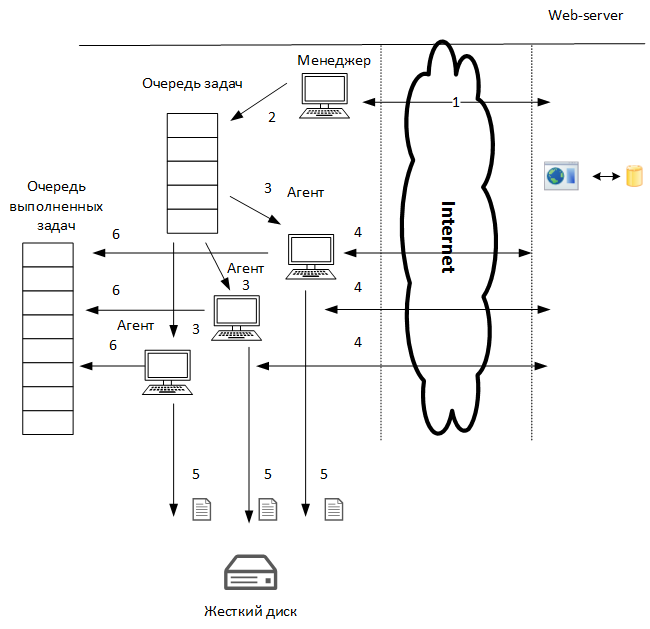 Web-server
Менеджер
Очередь задач
1
2
3
Агент
Очередь
выполненных
задач
6
4
Internet
Агент
3
6
4
Агент
3
6
4
5
5
5
Жесткий диск